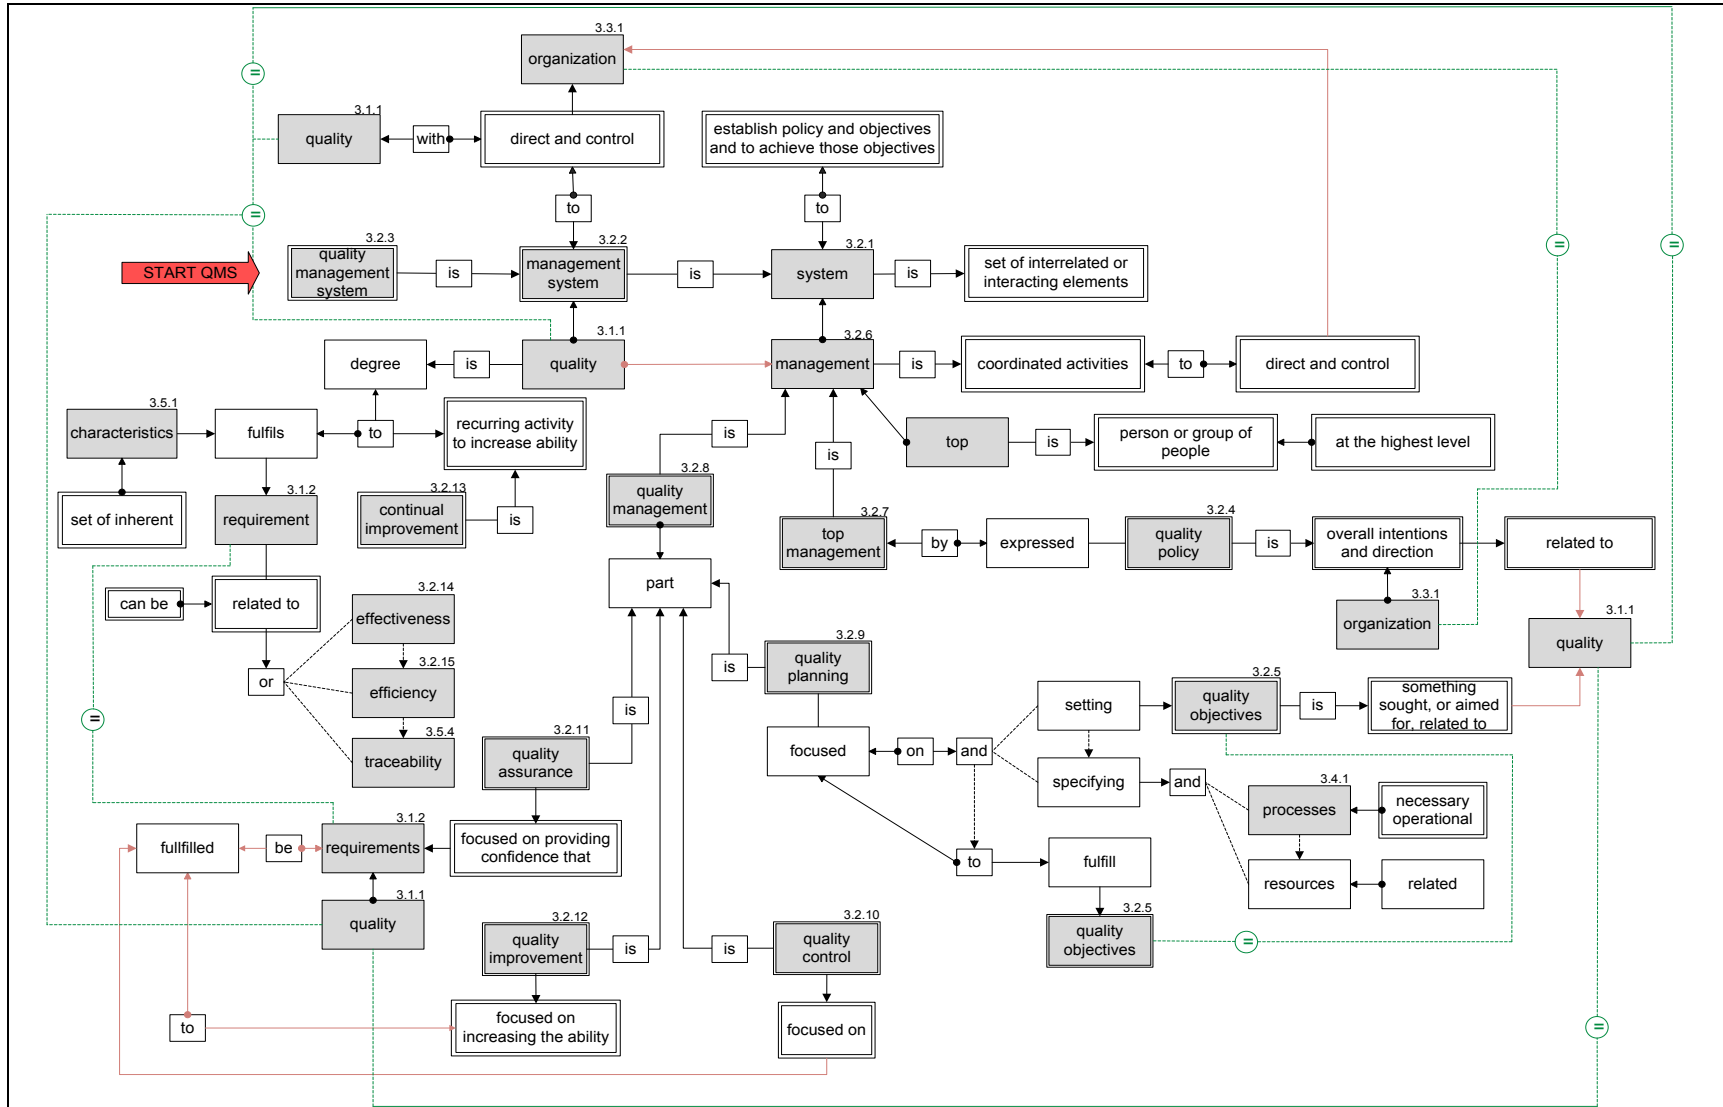 3.3.1
organization
3.1.1
quality
with
direct and control
establish policy and objectives
and to achieve those objectives
to
to
START QMS
3.2.3
quality
management
system
is
3.2.2
management
system
is
3.2.1
system
is
set of interrelated or
interacting elements
degree
is
3.1.1
quality
3.2.6
management
is
coordinated activities
to
direct and control
3.5.1
characteristics
fulfils
to
recurring activity
to increase ability
is
is
top
is
person or group of
people
at the highest level
set of inherent
3.1.2
requirement
3.2.13
continual
improvement
is
3.2.8
quality
management
3.2.7
top
management
by
expressed
3.2.4
quality
policy
is
overall intentions
and direction
related to
can be
related to
3.2.14
effectiveness
part
3.3.1
organization
3.1.1
quality
or
3.2.15
efficiency
is
is
3.2.9
quality
planning
setting
3.2.5
quality
objectives
is
something
sought, or aimed
for, related to
=
=
=
=
=
=
=
3.5.4
traceability
3.2.11
quality
assurance
focused
on
and
specifying
and
3.4.1
processes
necessary
operational
fullfilled
be
3.1.2
requirements
focused on providing
confidence that
to
fulfill
resources
related
3.1.1
quality
3.2.12
quality
improvement
is
is
3.2.10
quality
control
3.2.5
quality
objectives
to
focused on
increasing the ability
focused on